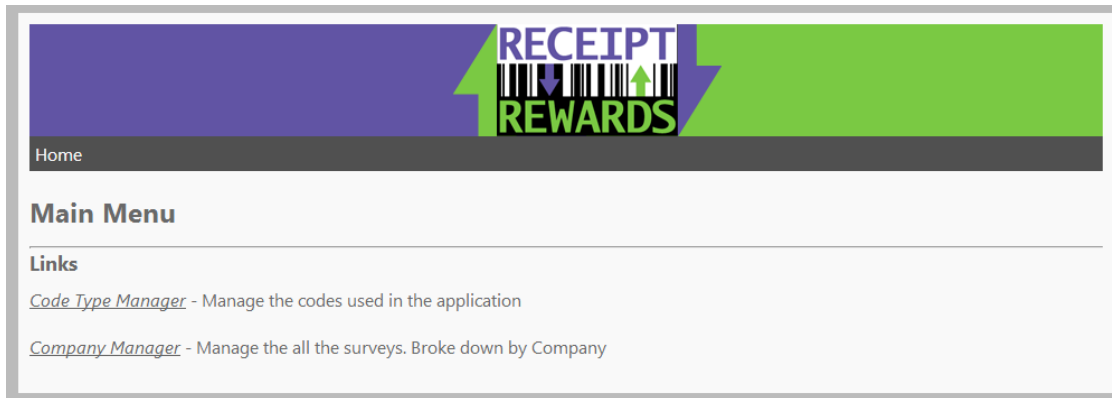 RECEIPT
REWARDS
Home
Main Menu
Links
Code Type Manager - Manage the codes used in the application
Company Manager - Manage the all the surveys. Broke down by Company